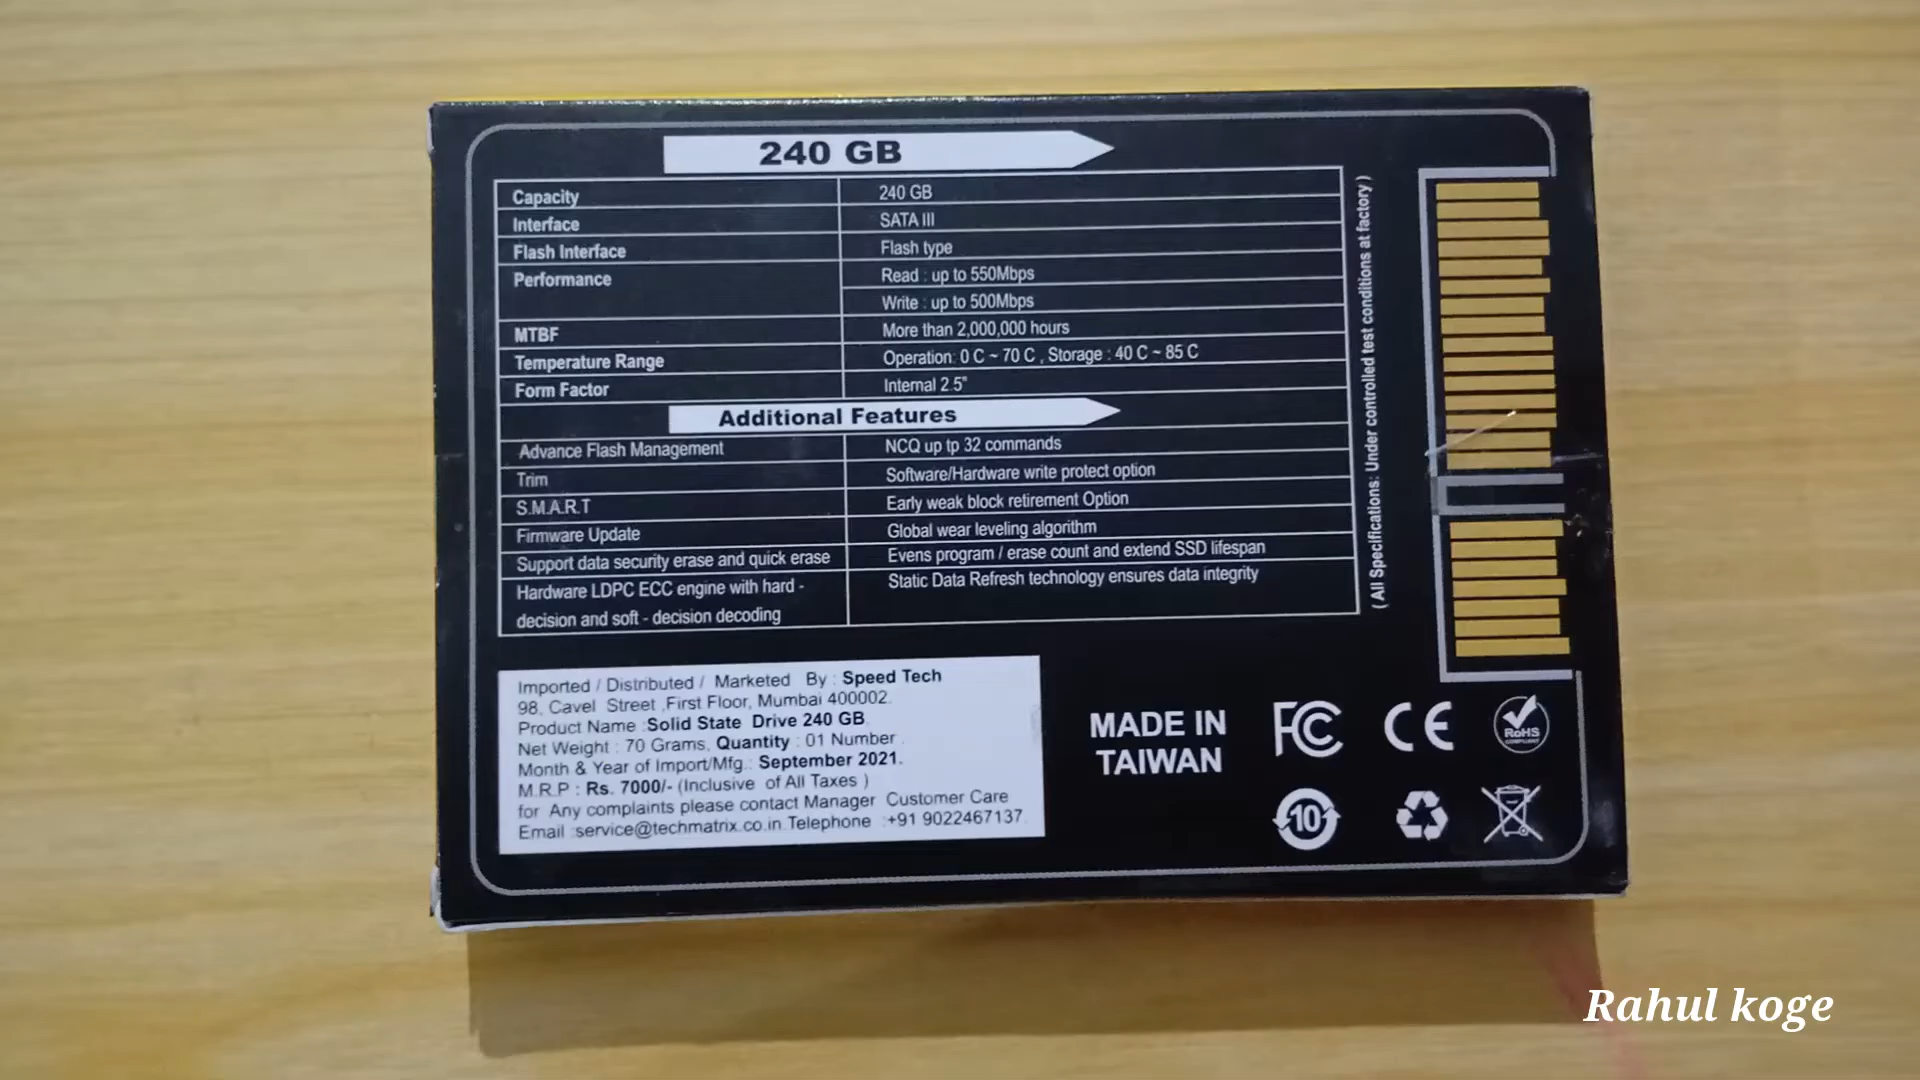 240 GB
Capacity 240 GB
Interface SATA III
Flash Interface Flash type
Performance Read : up to 550Mbps
Write : up to 500Mbps
MTBF More than 2,000,000 hours
Temperature Range Operation: 0 C ~ 70 C , Storage : 40 C ~ 85 C
Form Factor Internal 2.5"
Additional Features
Advance Flash Management NCQ up tp 32 commands
Trim Software/Hardware write protect option
S.M.A.R.T Early weak block retirement Option
Firmware Update Global wear leveling algorithm
Support data security erase and quick erase Evens program / erase count and extend SSD lifespan
Hardware LDPC ECC engine with hard - Static Data Refresh technology ensures data integrity
decision and soft - decision decoding
( All Specifications: Under controlled test conditions at factory )
Imported / Distributed / Marketed By : Speed Tech
98, Cavel Street ,First Floor, Mumbai 400002.
Product Name :Solid State Drive 240 GB
Net Weight : 70 Grams, Quantity : 01 Number .
Month & Year of Import/Mfg.: September 2021.
M.R.P : Rs. 7000/- (Inclusive of All Taxes )
for Any complaints please contact Manager Customer Care
Email :service@techmatrix.co.in Telephone :+91 9022467137.
MADE IN
TAIWAN
FC CE RoHS
COMPLIANT
10
Rahul koge